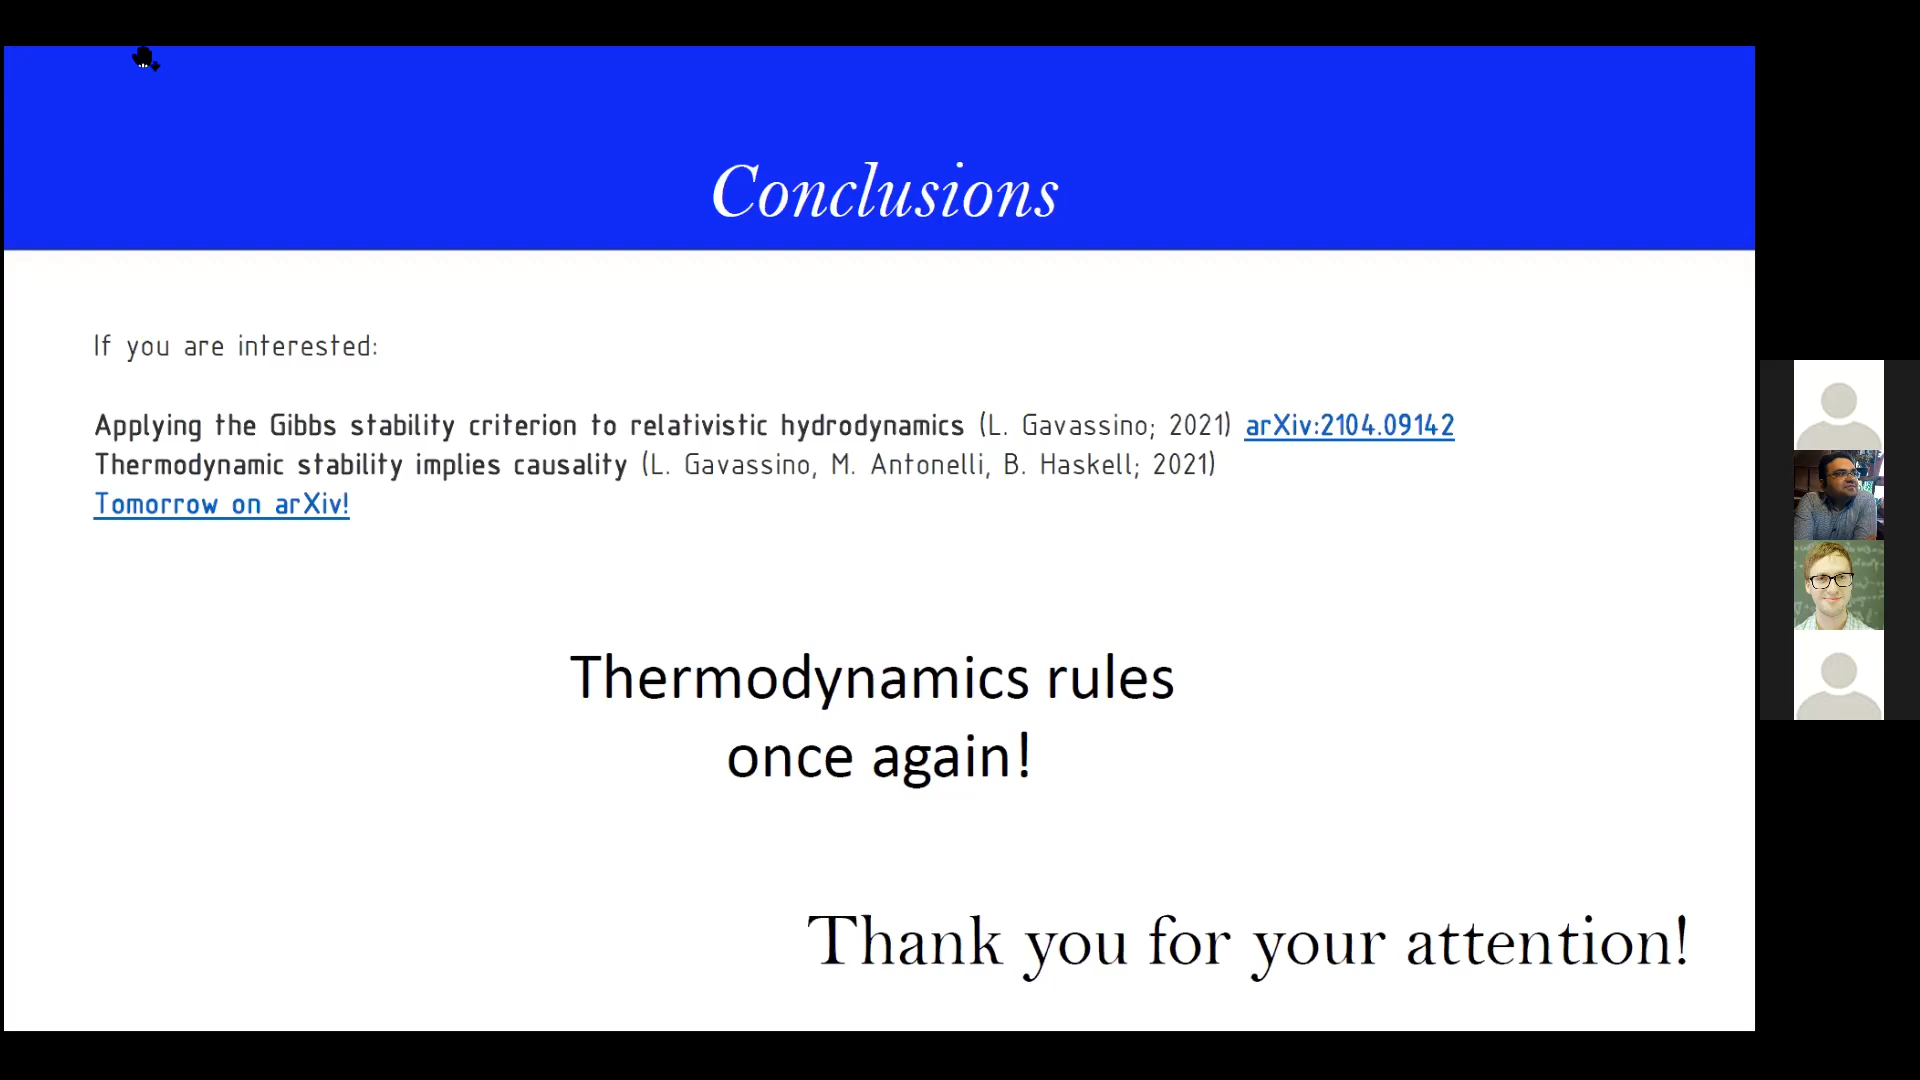 Conclusions
If you are interested:
Applying the Gibbs stability criterion to relativistic hydrodynamics (L. Gavassino; 2021) arXiv:2104.09142
Thermodynamic stability implies causality (L. Gavassino, M. Antonelli, B. Haskell; 2021)
Tomorrow on arXiv!
Thermodynamics rules
once again!
Thank you for your attention!